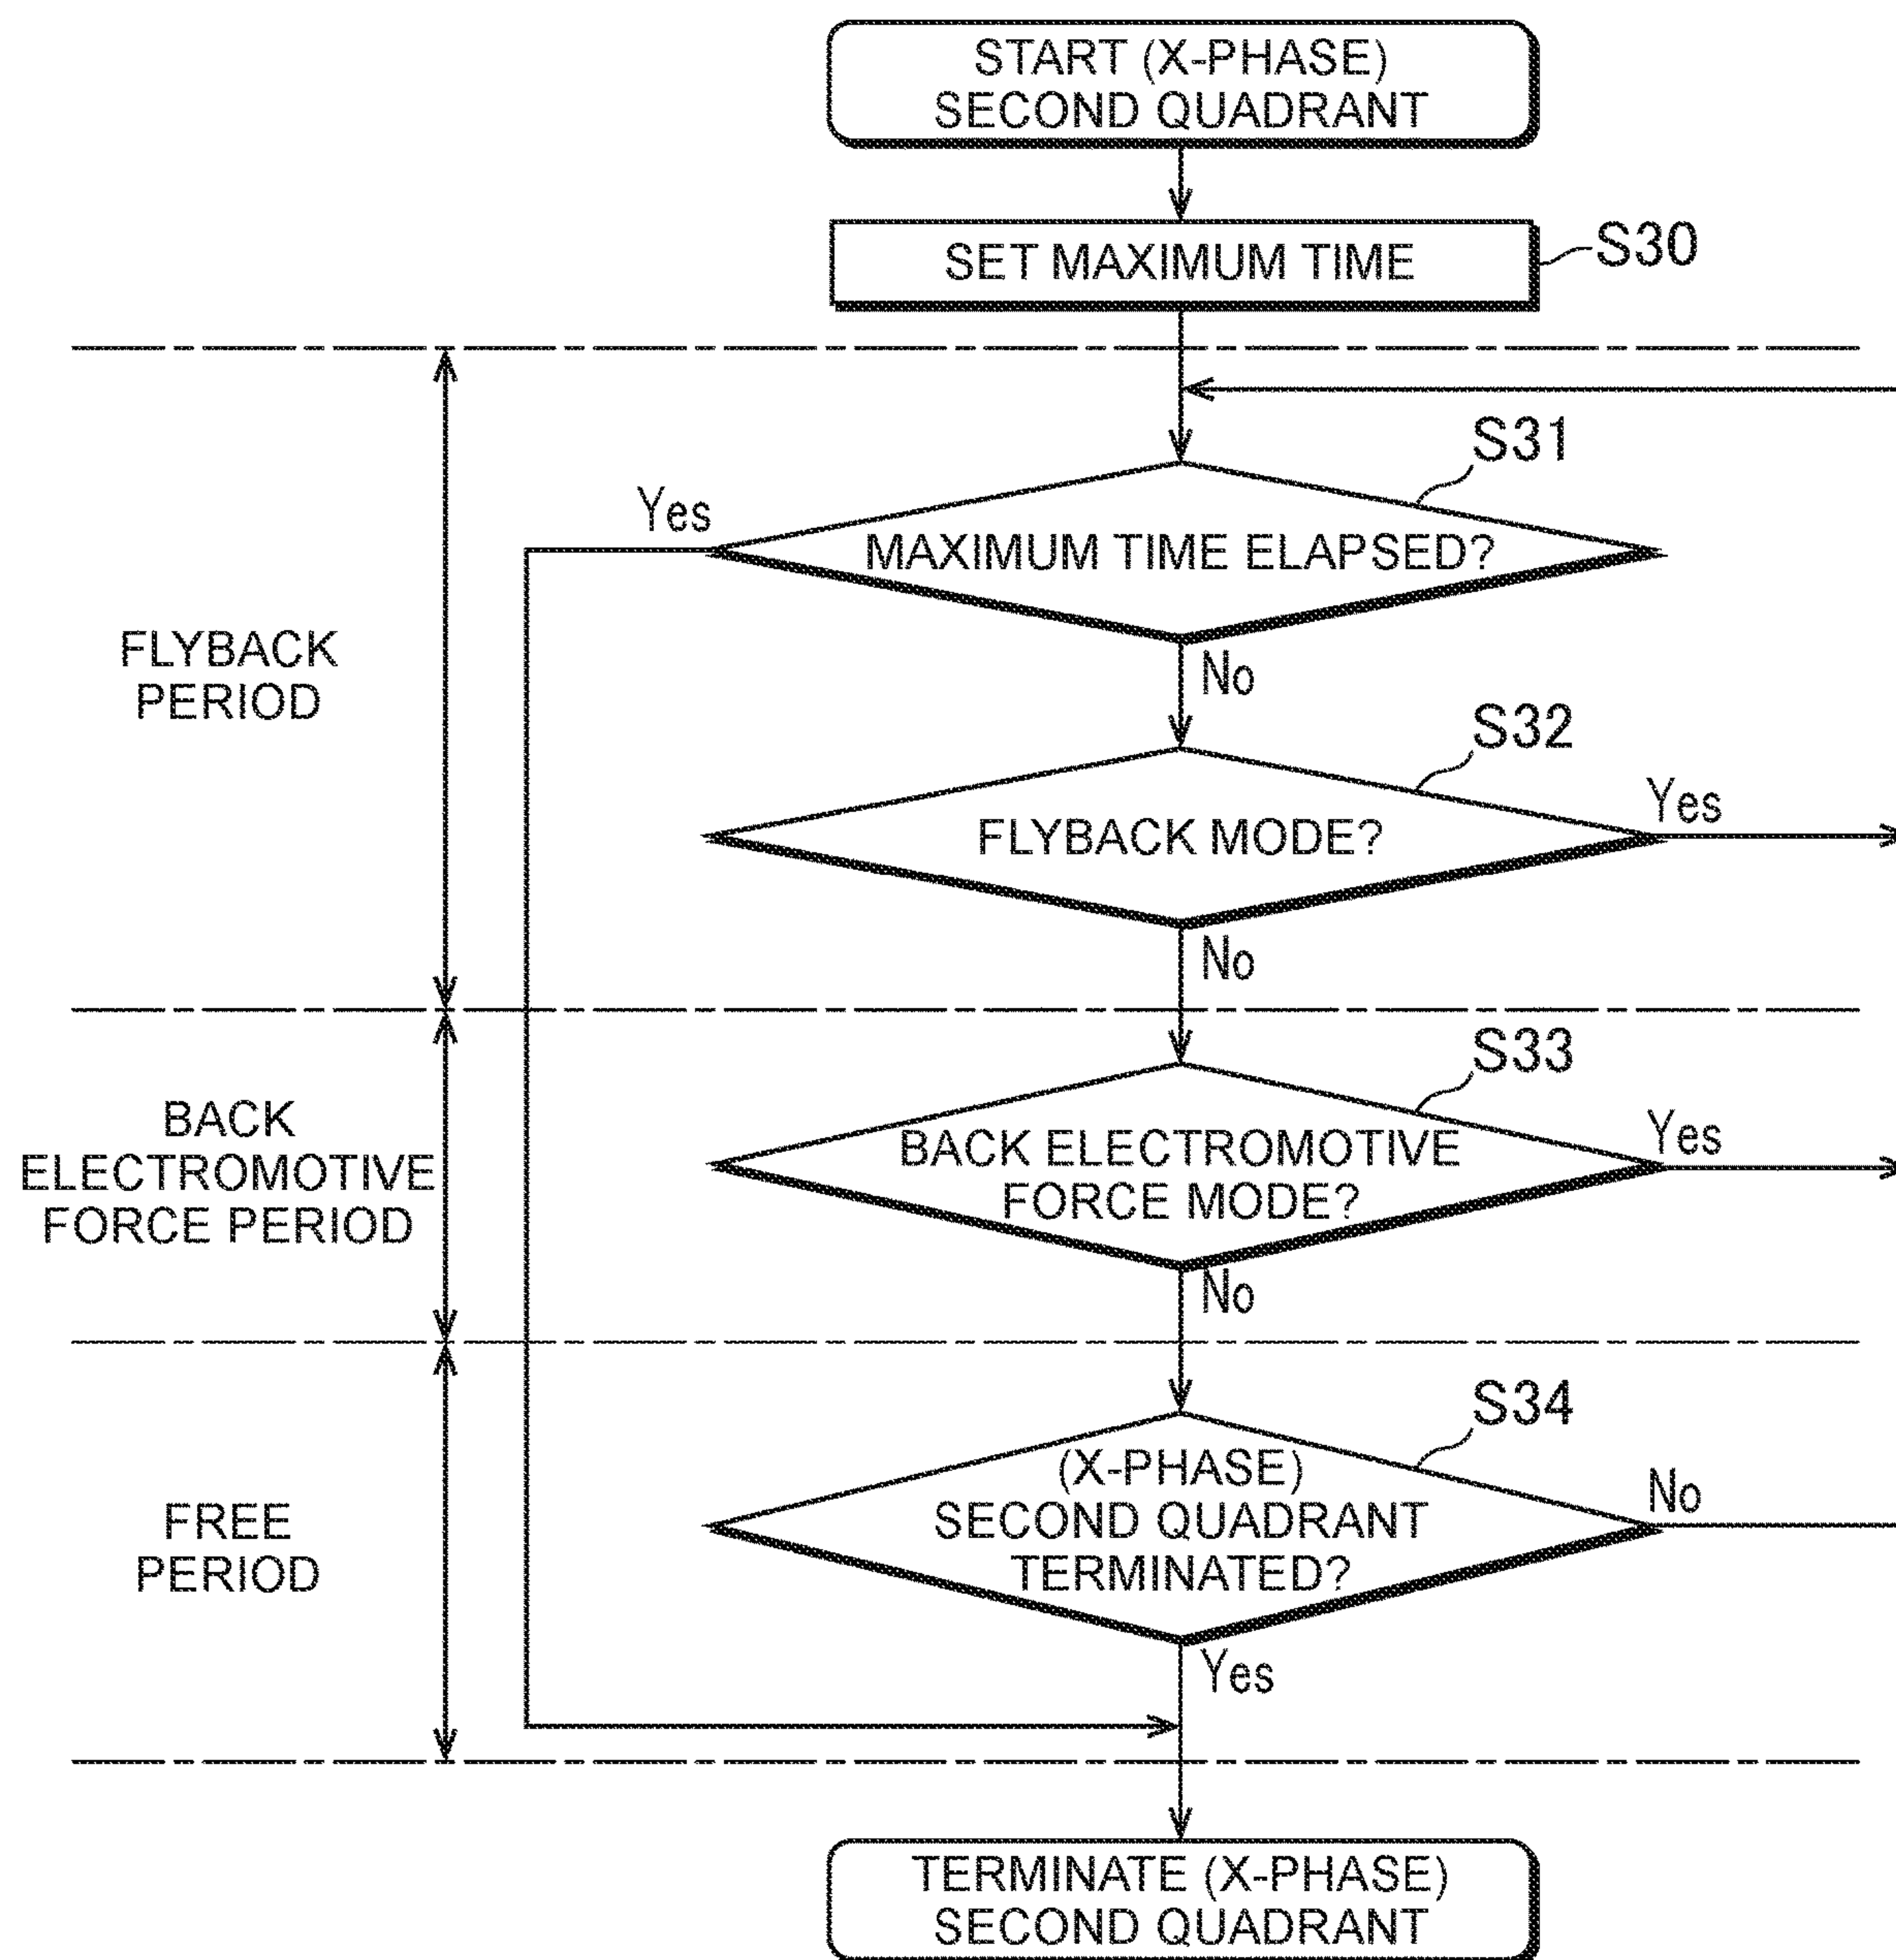 START (X-PHASE)
SECOND QUADRANT
SET MAXIMUM TIME
S30
S31
Yes
MAXIMUM TIME ELAPSED?
No
FLYBACK
PERIOD
S32
Yes
FLYBACK MODE?
No
S33
BACK
ELECTROMOTIVE
FORCE PERIOD
Yes
BACK ELECTROMOTIVE
FORCE MODE?
No
S34
(X-PHASE)
SECOND QUADRANT
TERMINATED?
No
FREE
PERIOD
Yes
TERMINATE (X-PHASE)
SECOND QUADRANT